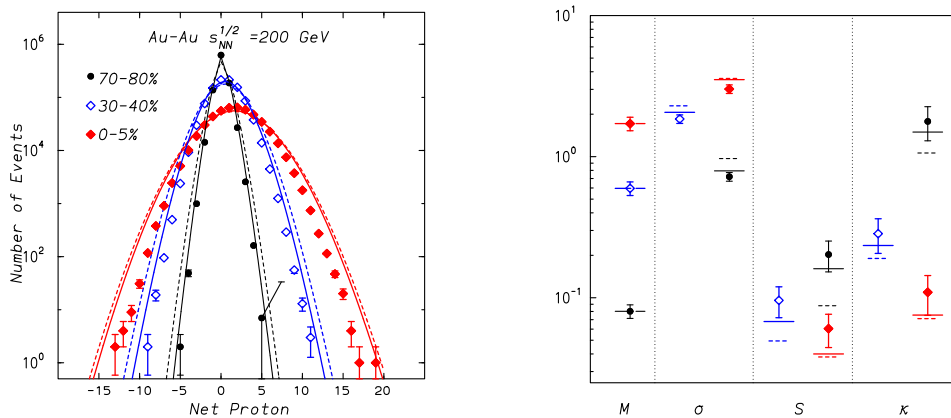 Au-Au s_NN^1/2 =200 GeV
70-80%
30-40%
0-5%
Number of Events
10^6
10^4
10^2
10^0
-15 -10 -5 0 5 10 15 20
Net Proton
10^1
10^0
10^-1
M σ S κ